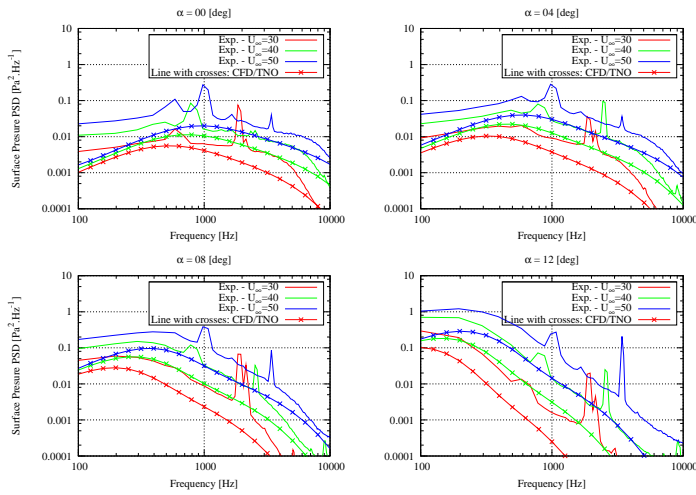 α = 00 [deg]
Surface Pressure PSD [Pa².Hz⁻¹]
10
1
0.1
0.01
0.001
0.0001
100
1000
10000
Frequency [Hz]
Exp. - U∞=30
Exp. - U∞=40
Exp. - U∞=50
Line with crosses: CFD/TNO
α = 04 [deg]
10
1
0.1
0.01
0.001
0.0001
100
1000
10000
Frequency [Hz]
Exp. - U∞=30
Exp. - U∞=40
Exp. - U∞=50
Line with crosses: CFD/TNO
α = 08 [deg]
Surface Pressure PSD [Pa².Hz⁻¹]
10
1
0.1
0.01
0.001
0.0001
100
1000
10000
Frequency [Hz]
Exp. - U∞=30
Exp. - U∞=40
Exp. - U∞=50
Line with crosses: CFD/TNO
α = 12 [deg]
10
1
0.1
0.01
0.001
0.0001
100
1000
10000
Frequency [Hz]
Exp. - U∞=30
Exp. - U∞=40
Exp. - U∞=50
Line with crosses: CFD/TNO